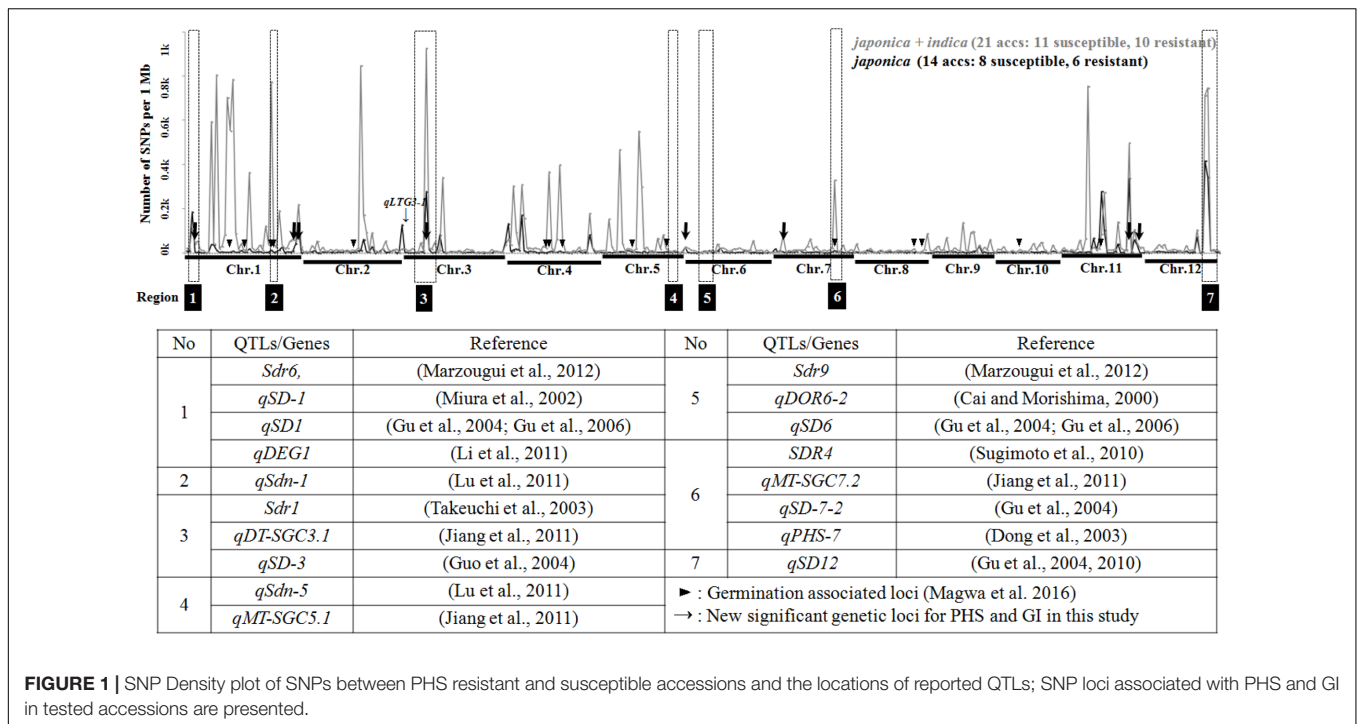 japonica + indica (21 accs: 11 susceptible, 10 resistant)
japonica (14 accs: 8 susceptible, 6 resistant)
Number of SNPs per 1 Mb
1k
0.8k
0.6k
0.4k
0.2k
0k
qLTG3-1
↓
Chr.1 Chr.2 Chr.3 Chr.4 Chr.5 Chr.6 Chr.7 Chr.8 Chr.9 Chr.10 Chr.11 Chr.12
Region 1 2 3 4 5 6 7
No QTLs/Genes Reference No QTLs/Genes Reference
1
Sdr6, (Marzougui et al., 2012)
qSD-1 (Miura et al., 2002)
qSD1 (Gu et al., 2004; Gu et al., 2006)
qDEG1 (Li et al., 2011)
2 qSdn-1 (Lu et al., 2011)
3
Sdr1 (Takeuchi et al., 2003)
qDT-SGC3.1 (Jiang et al., 2011)
qSD-3 (Guo et al., 2004)
4
qSdn-5 (Lu et al., 2011)
qMT-SGC5.1 (Jiang et al., 2011)
5
Sdr9 (Marzougui et al., 2012)
qDOR6-2 (Cai and Morishima, 2000)
qSD6 (Gu et al., 2004; Gu et al., 2006)
6
SDR4 (Sugimoto et al., 2010)
qMT-SGC7.2 (Jiang et al., 2011)
qSD-7-2 (Gu et al., 2004)
qPHS-7 (Dong et al., 2003)
7 qSD12 (Gu et al., 2004, 2010)
► : Germination associated loci (Magwa et al. 2016)
→ : New significant genetic loci for PHS and GI in this study
FIGURE 1 | SNP Density plot of SNPs between PHS resistant and susceptible accessions and the locations of reported QTLs; SNP loci associated with PHS and GI
in tested accessions are presented.